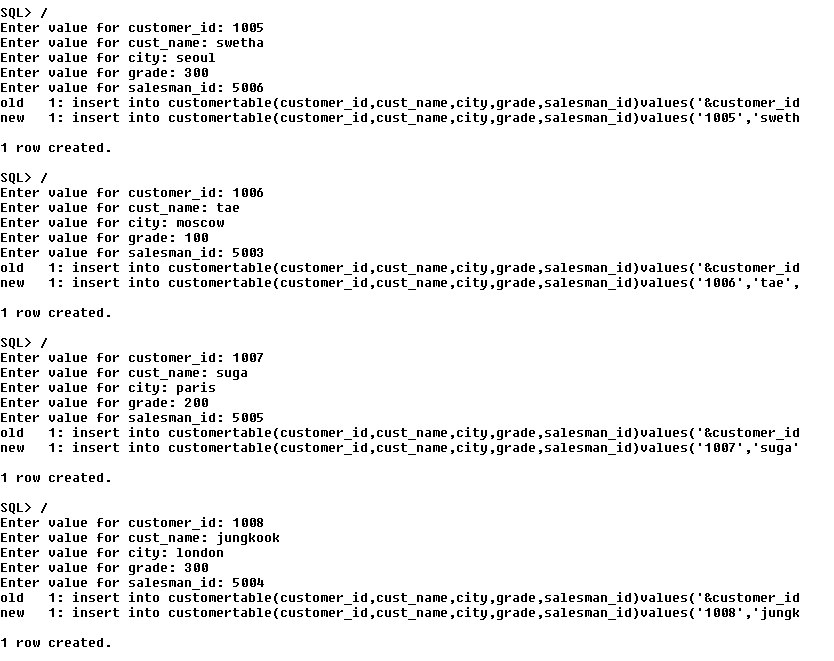 SQL> /
Enter value for customer_id: 1005
Enter value for cust_name: swetha
Enter value for city: seoul
Enter value for grade: 300
Enter value for salesman_id: 5006
old   1: insert into customertable(customer_id,cust_name,city,grade,salesman_id)values('&customer_id
new   1: insert into customertable(customer_id,cust_name,city,grade,salesman_id)values('1005','sweth
1 row created.
SQL> /
Enter value for customer_id: 1006
Enter value for cust_name: tae
Enter value for city: moscow
Enter value for grade: 100
Enter value for salesman_id: 5003
old   1: insert into customertable(customer_id,cust_name,city,grade,salesman_id)values('&customer_id
new   1: insert into customertable(customer_id,cust_name,city,grade,salesman_id)values('1006','tae',
1 row created.
SQL> /
Enter value for customer_id: 1007
Enter value for cust_name: suga
Enter value for city: paris
Enter value for grade: 200
Enter value for salesman_id: 5005
old   1: insert into customertable(customer_id,cust_name,city,grade,salesman_id)values('&customer_id
new   1: insert into customertable(customer_id,cust_name,city,grade,salesman_id)values('1007','suga'
1 row created.
SQL> /
Enter value for customer_id: 1008
Enter value for cust_name: jungkook
Enter value for city: london
Enter value for grade: 300
Enter value for salesman_id: 5004
old   1: insert into customertable(customer_id,cust_name,city,grade,salesman_id)values('&customer_id
new   1: insert into customertable(customer_id,cust_name,city,grade,salesman_id)values('1008','jungk
1 row created.